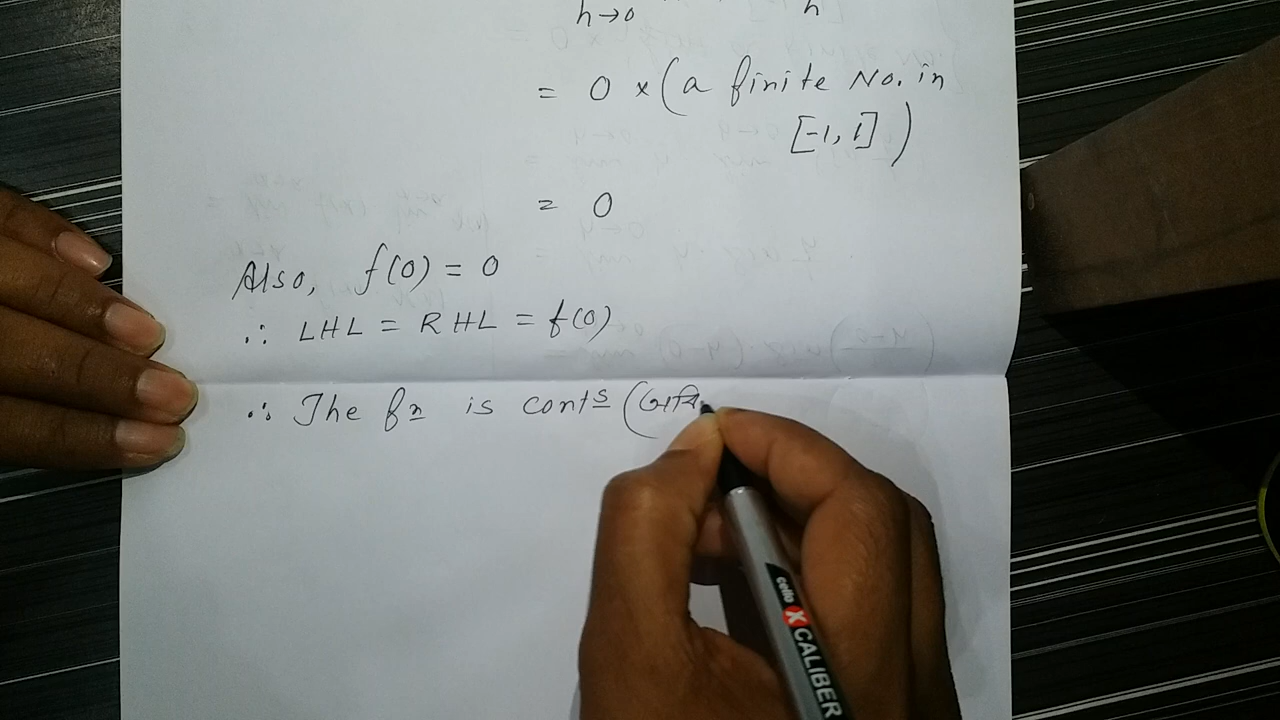 h→0 h
= 0 × (a finite No. in
[-1, 1])
= 0
Also, f(0) = 0
∴ LHL = RHL = f(0)
∴ The fn is conts (
cello XCALIBER